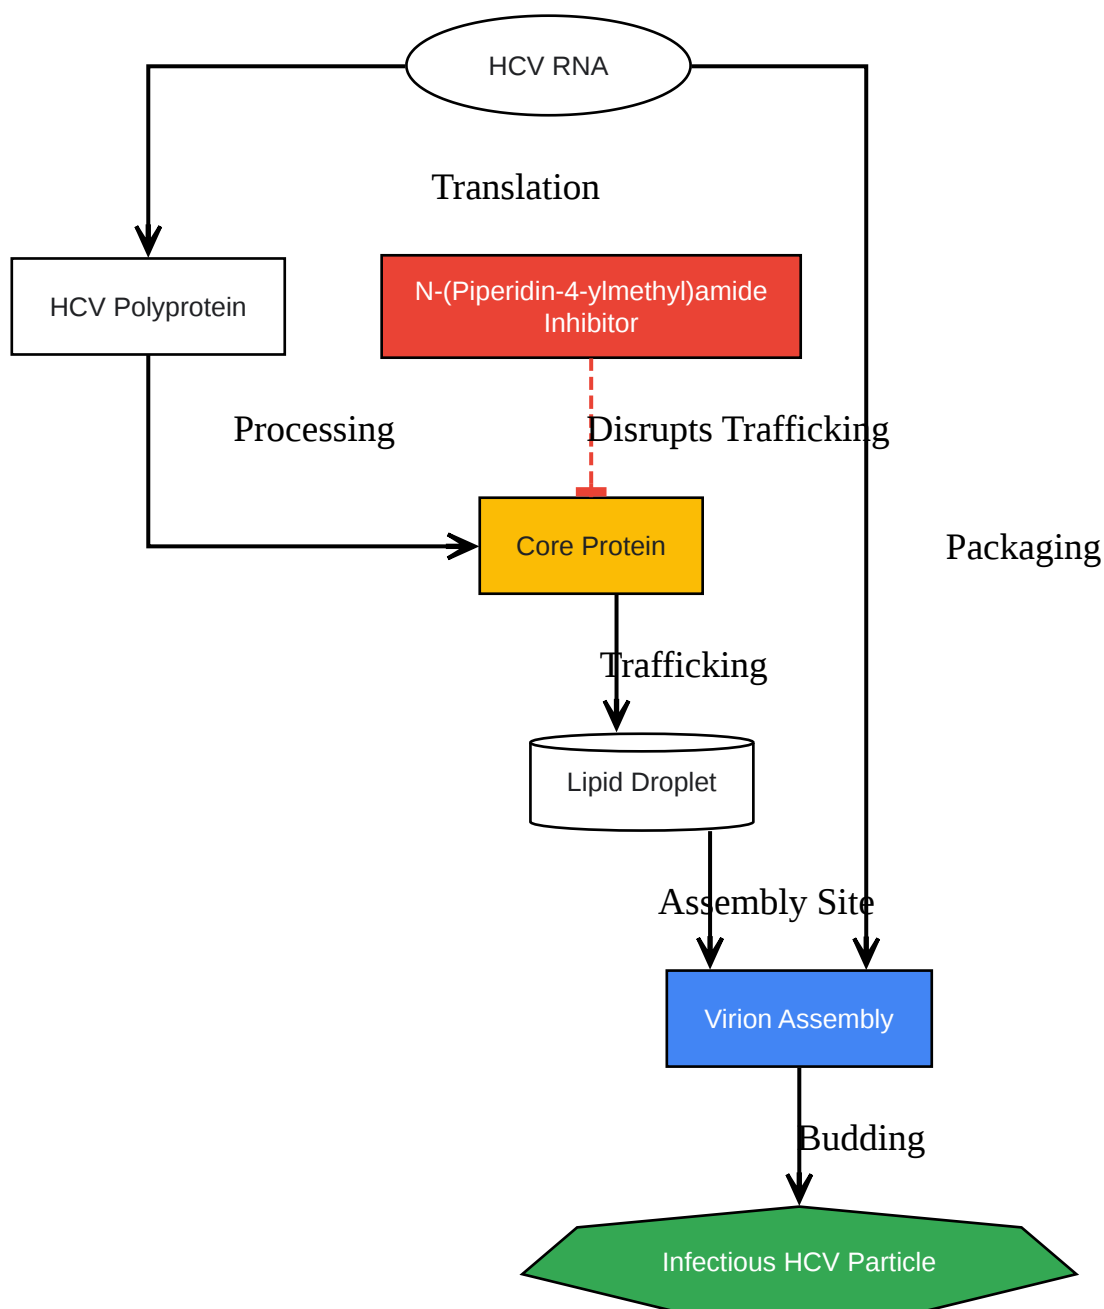 HCV RNA
Translation
HCV Polyprotein
N-(Piperidin-4-ylmethyl)amide
Inhibitor
Processing
Disrupts Trafficking
Core Protein
Packaging
Trafficking
Lipid Droplet
Assembly Site
Virion Assembly
Budding
Infectious HCV Particle